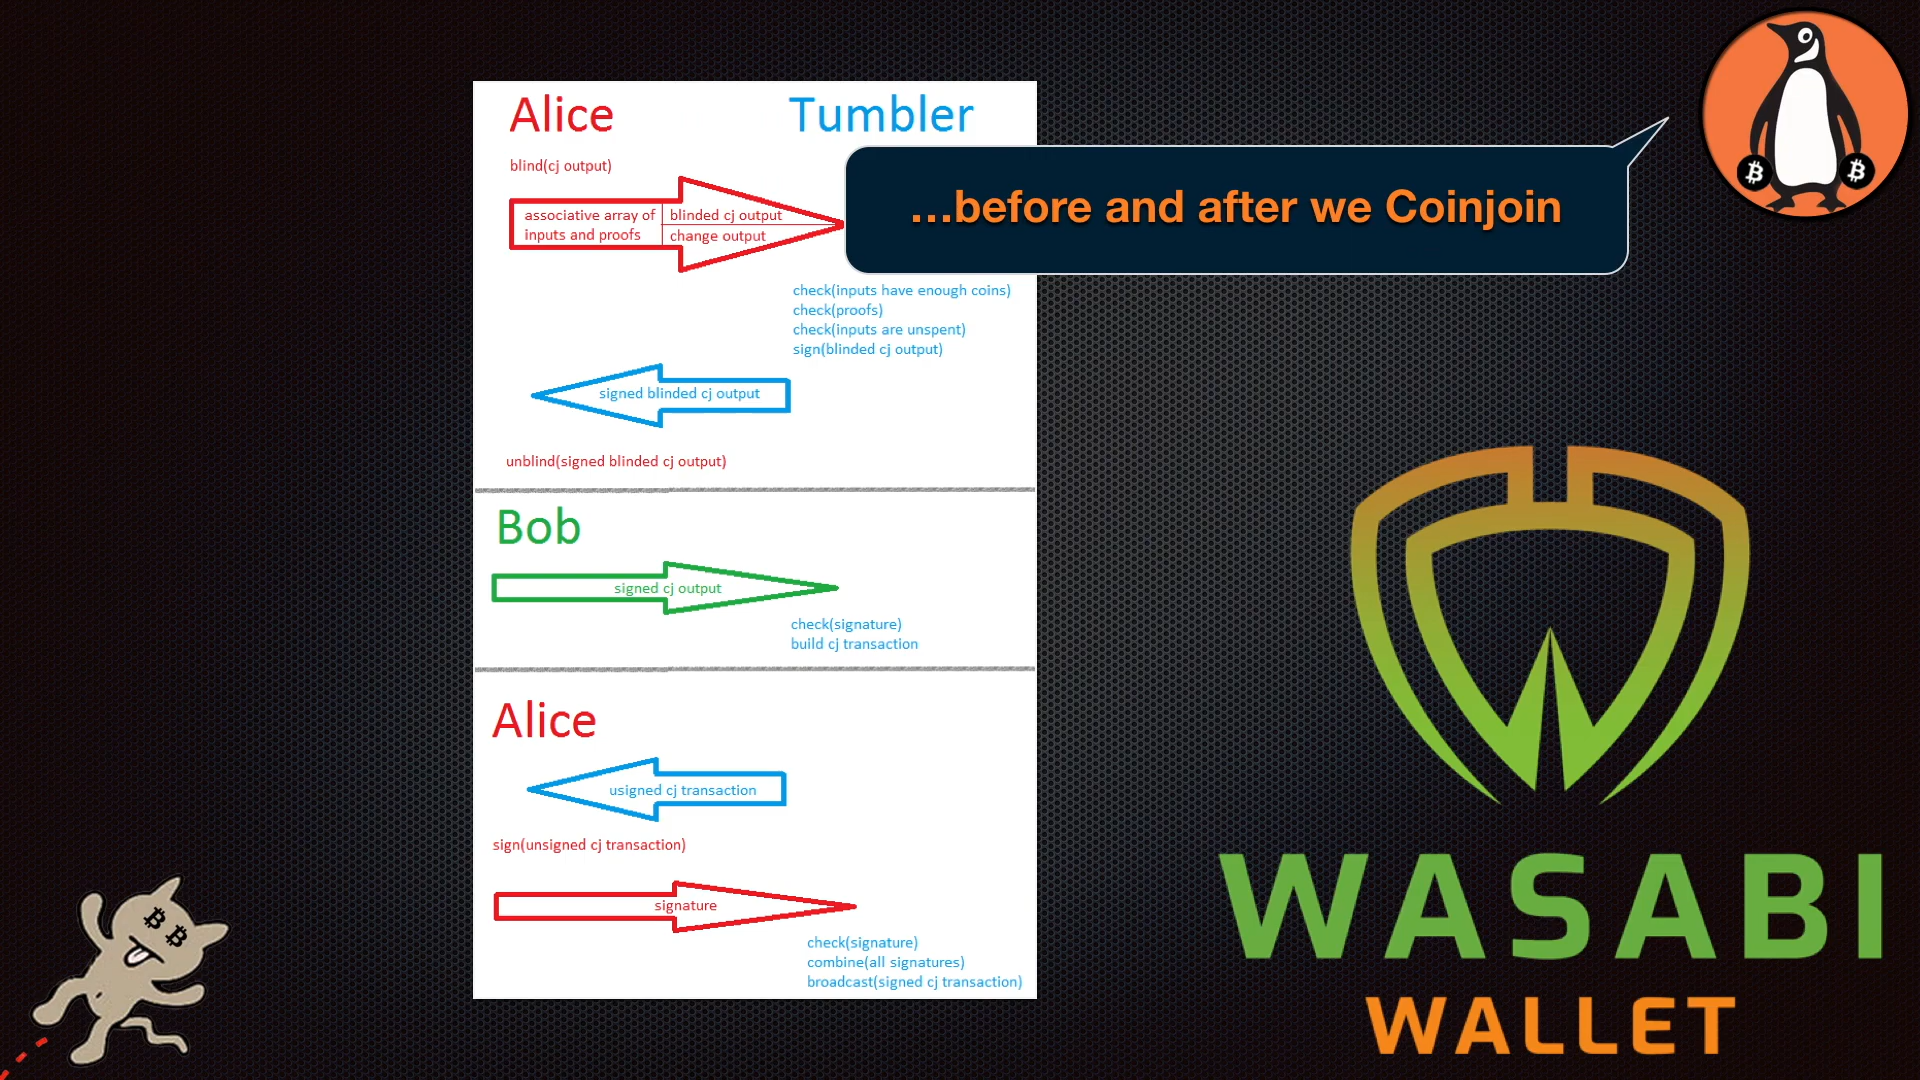 Alice
Tumbler
blind(cj output)
associative array of
inputs and proofs
blinded cj output
change output
...before and after we Coinjoin
check(inputs have enough coins)
check(proofs)
check(inputs are unspent)
sign(blinded cj output)
signed blinded cj output
unblind(signed blinded cj output)
Bob
signed cj output
check(signature)
build cj transaction
Alice
usigned cj transaction
sign(unsigned cj transaction)
signature
check(signature)
combine(all signatures)
broadcast(signed cj transaction)
WASABI
WALLET